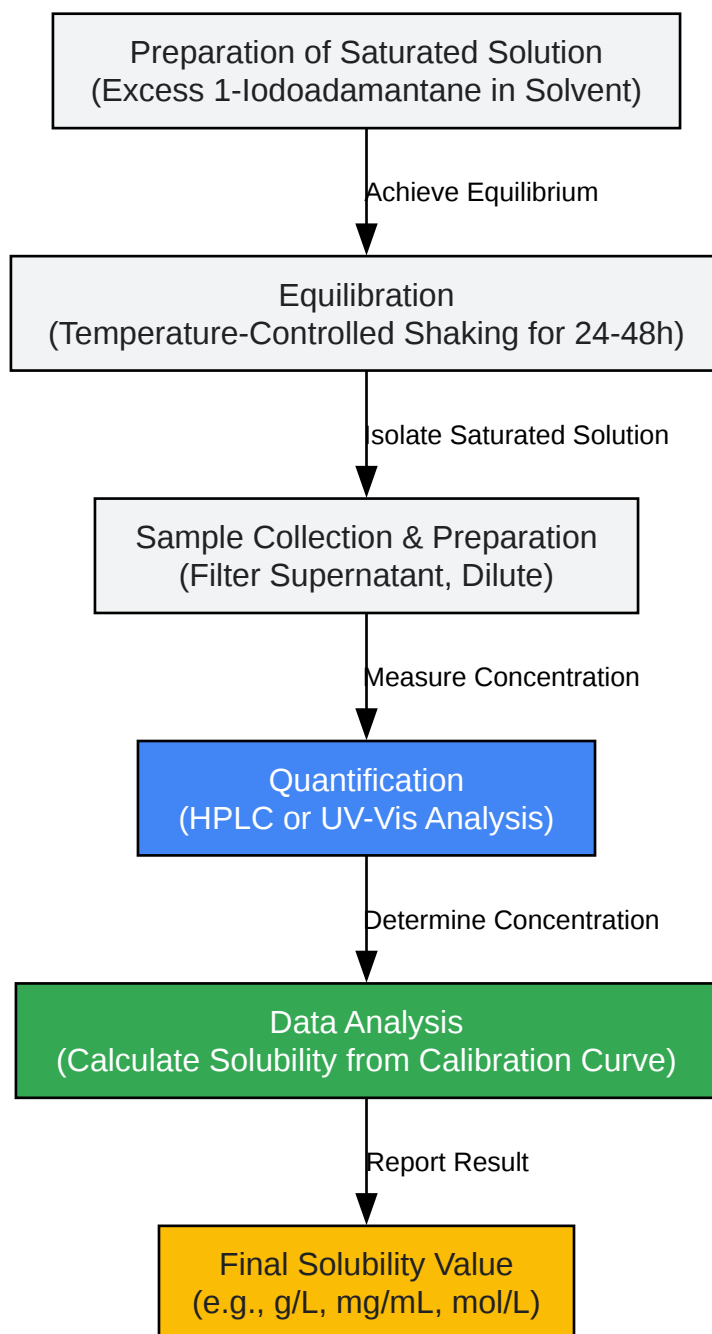 Preparation of Saturated Solution
(Excess 1-Iodoadamantane in Solvent)
Achieve Equilibrium
Equilibration
(Temperature-Controlled Shaking for 24-48h)
Isolate Saturated Solution
Sample Collection & Preparation
(Filter Supernatant, Dilute)
Measure Concentration
Quantification
(HPLC or UV-Vis Analysis)
Determine Concentration
Data Analysis
(Calculate Solubility from Calibration Curve)
Report Result
Final Solubility Value
(e.g., g/L, mg/mL, mol/L)